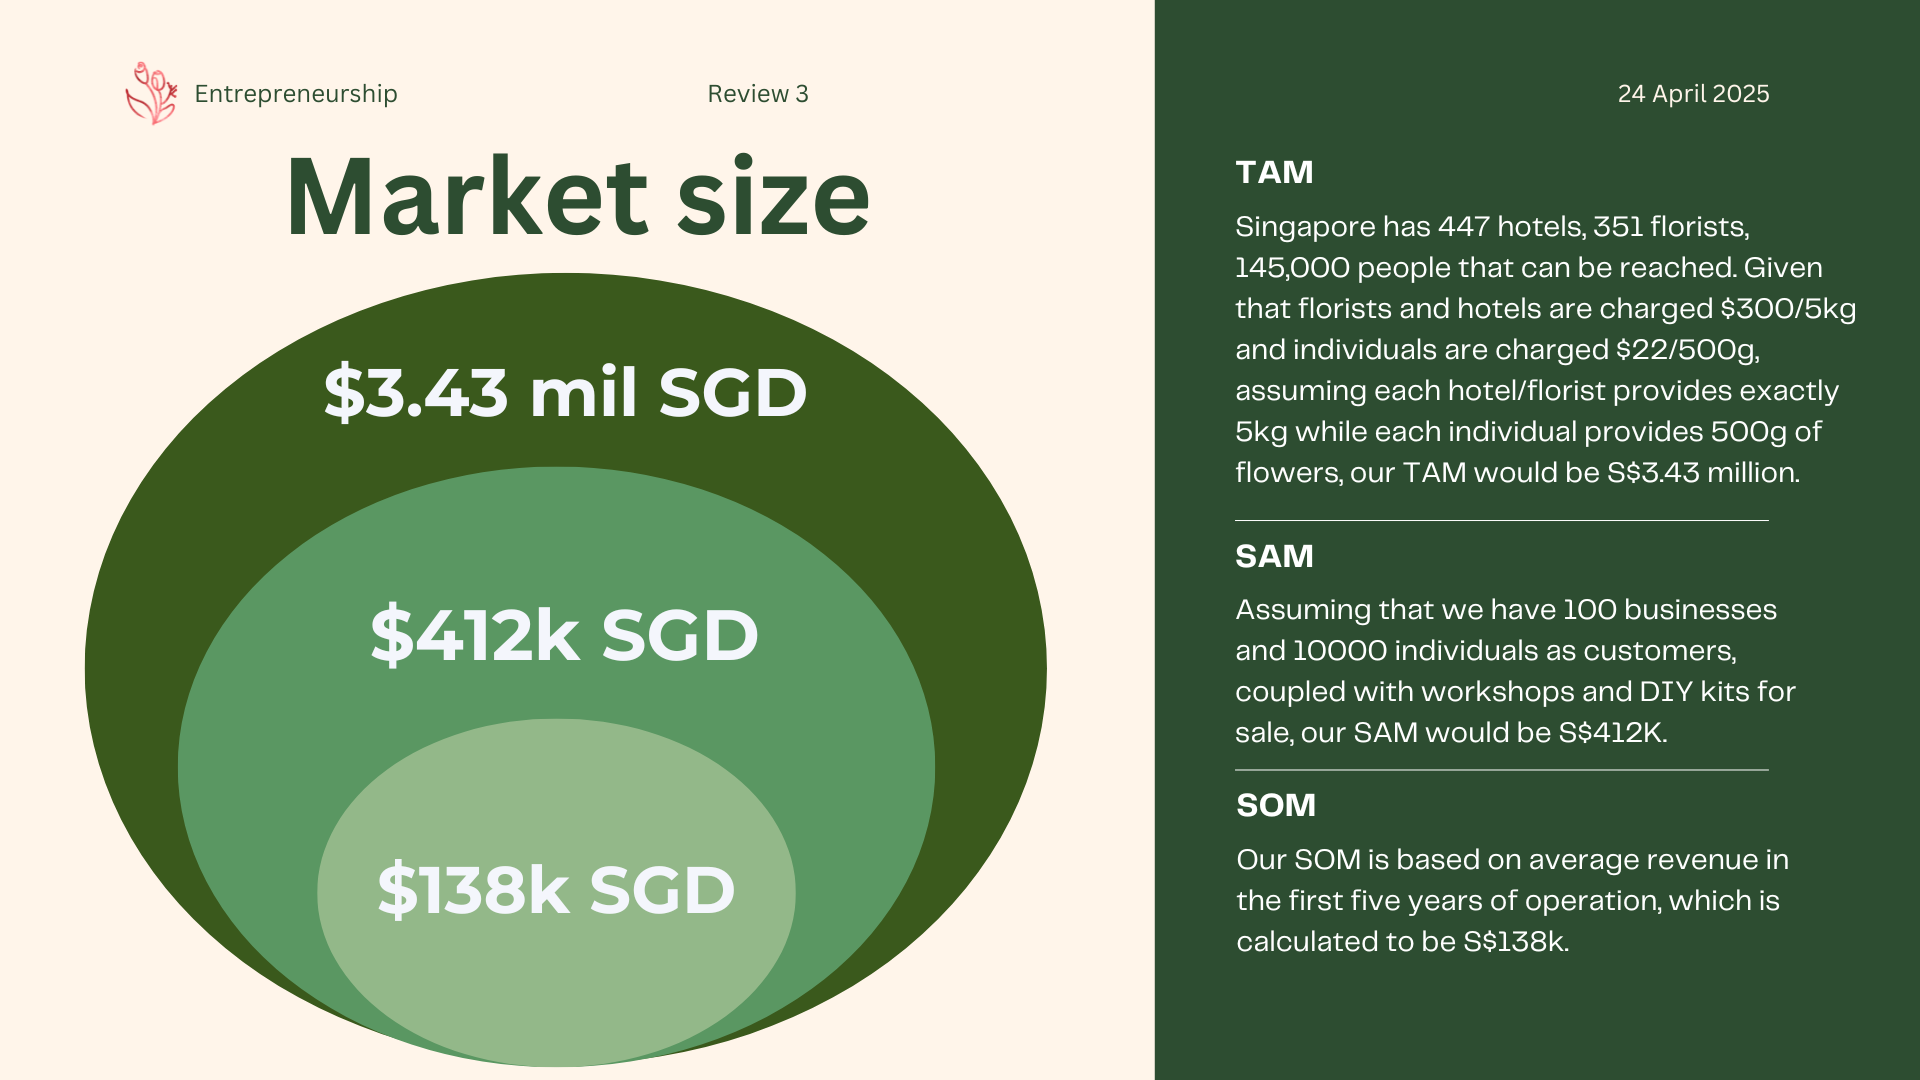 Entrepreneurship
Review 3
24 April 2025
Market size
$3.43 mil SGD
$412k SGD
$138k SGD
TAM
Singapore has 447 hotels, 351 florists,
145,000 people that can be reached. Given
that florists and hotels are charged $300/5kg
and individuals are charged $22/500g,
assuming each hotel/florist provides exactly
5kg while each individual provides 500g of
flowers, our TAM would be S$3.43 million.
SAM
Assuming that we have 100 businesses
and 10000 individuals as customers,
coupled with workshops and DIY kits for
sale, our SAM would be S$412K.
SOM
Our SOM is based on average revenue in
the first five years of operation, which is
calculated to be S$138k.